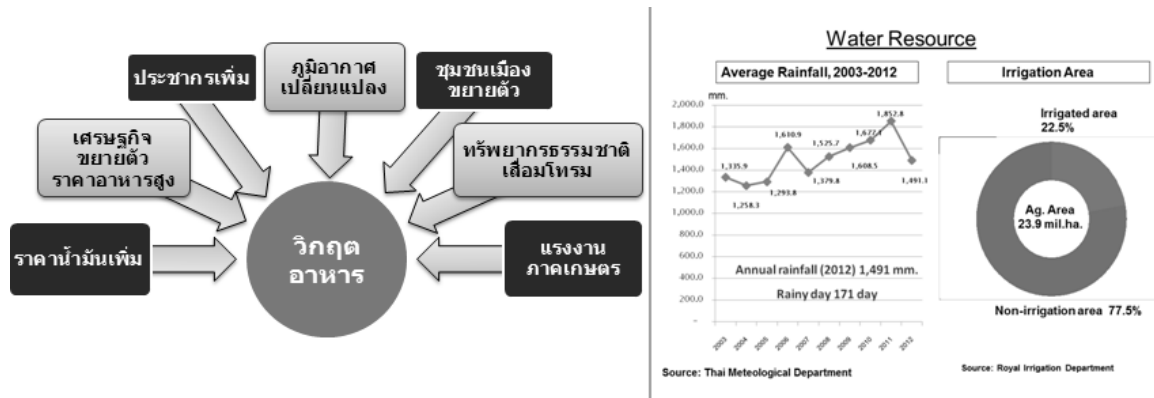 ประชากรเพิ่ม
ภูมิอากาศ
เปลี่ยนแปลง
ชุมชนเมือง
ขยายตัว
เศรษฐกิจ
ขยายตัว
ราคาอาหารสูง
ทรัพยากรธรรมชาติ
เสื่อมโทรม
ราคาน้ำมันเพิ่ม
วิกฤต
อาหาร
แรงงาน
ภาคเกษตร
Water Resource
Average Rainfall, 2003-2012
mm.
2,000.0
1,800.0
1,600.0
1,400.0
1,200.0
1,000.0
800.0
600.0
400.0
200.0
-
1,335.9
1,258.3
1,293.8
1,610.9
1,379.8
1,525.7
1,608.5
1,677.1
1,852.8
1,491.1
Annual rainfall (2012) 1,491 mm.
Rainy day 171 day
2003
2004
2005
2006
2007
2008
2009
2010
2011
2012
Source: Thai Meteological Department
Irrigation Area
Irrigated area
22.5%
Ag. Area
23.9 mil.ha.
Non-irrigation area 77.5%
Source: Royal Irrigation Department